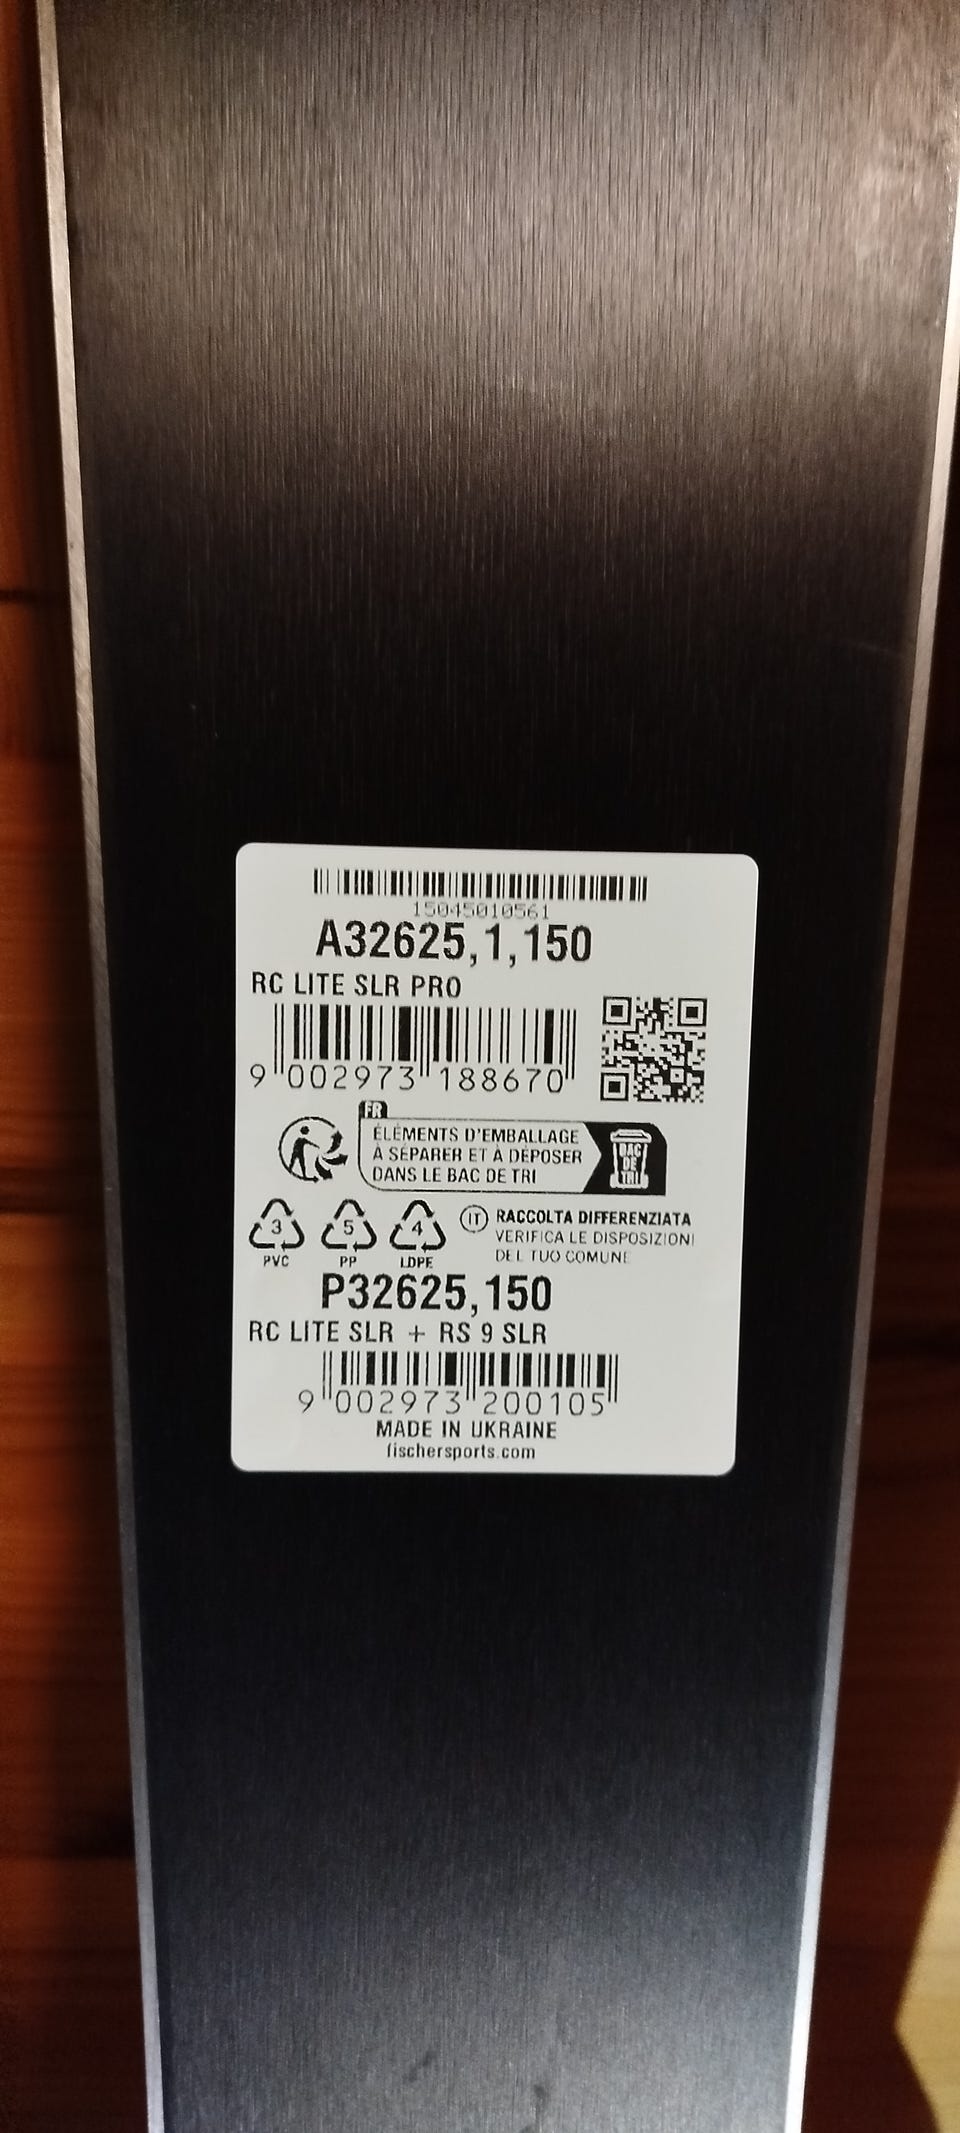 15045010561
A32625,1,150
RC LITE SLR PRO
9 002973 188670
FR
ÉLÉMENTS D'EMBALLAGE
À SÉPARER ET À DÉPOSER
DANS LE BAC DE TRI
BAC
DE
TRI
3 5 4
PVC PP LDPE
IT RACCOLTA DIFFERENZIATA
VERIFICA LE DISPOSIZIONI
DEL TUO COMUNE
P32625,150
RC LITE SLR + RS 9 SLR
9 002973 200105
MADE IN UKRAINE
fischersports.com